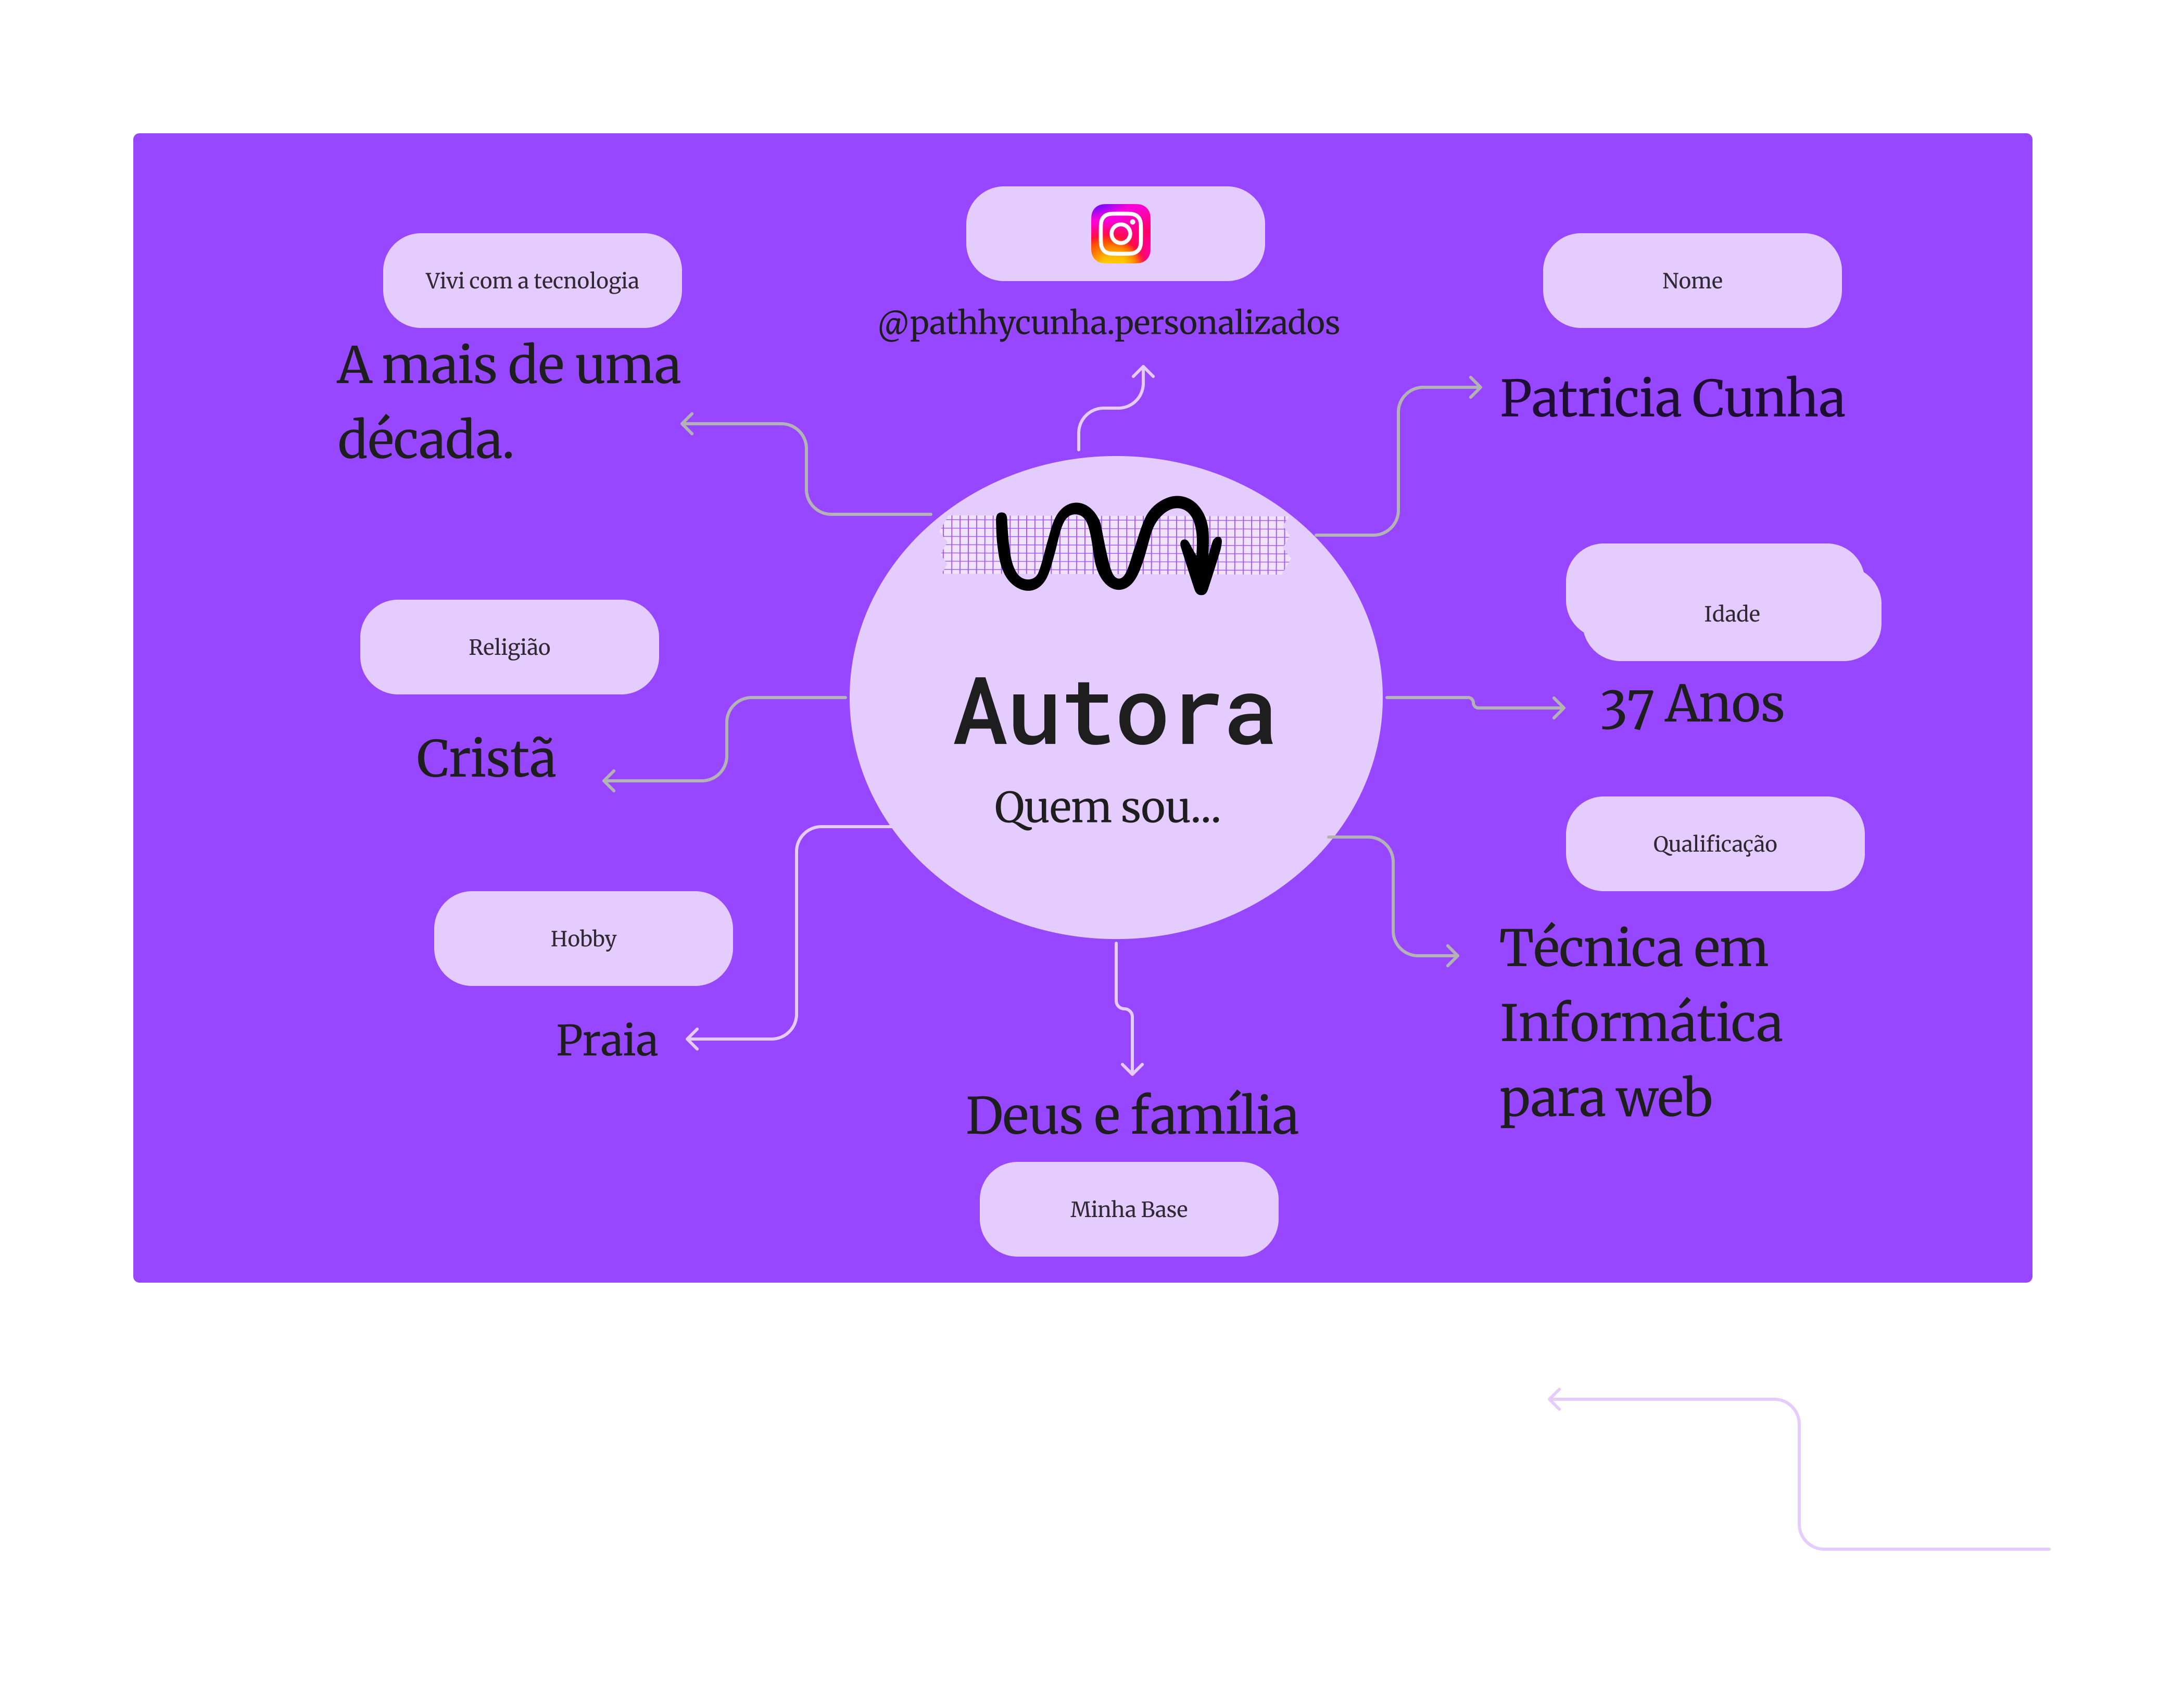 Vivi com a tecnologia
A mais de uma
década.
@pathhycunha.personalizados
Nome
Patricia Cunha
Religião
Cristã
Autora
Quem sou...
Idade
37 Anos
Hobby
Praia
Qualificação
Técnica em
Informática
para web
Deus e família
Minha Base